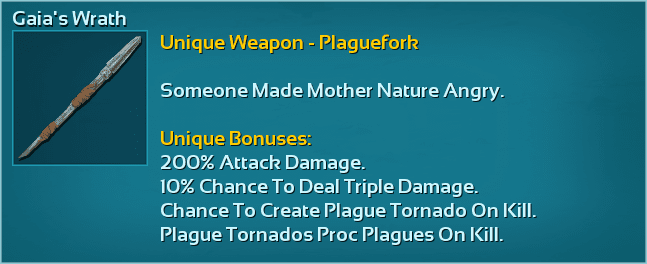 Gaia's Wrath
Unique Weapon - Plaguefork
Someone Made Mother Nature Angry.
Unique Bonuses:
200% Attack Damage.
10% Chance To Deal Triple Damage.
Chance To Create Plague Tornado On Kill.
Plague Tornados Proc Plagues On Kill.